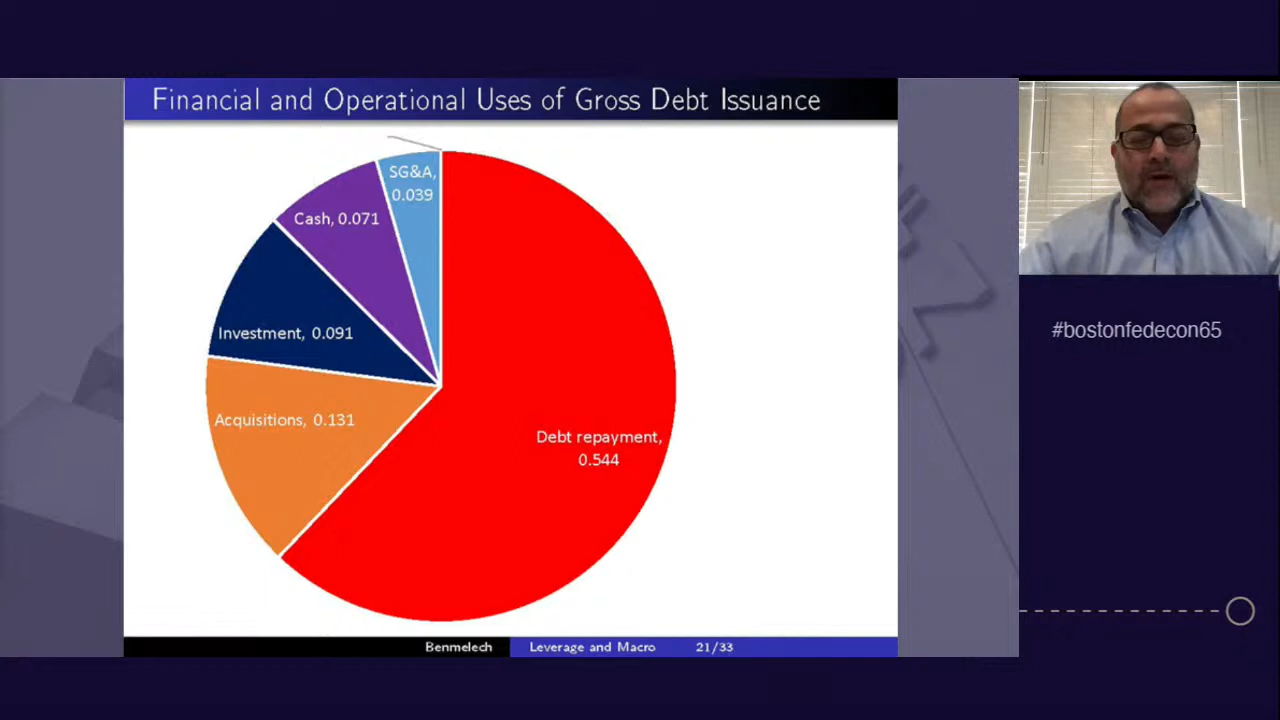 Financial and Operational Uses of Gross Debt Issuance
SG&A,
0.039
Cash, 0.071
Investment, 0.091
Acquisitions, 0.131
Debt repayment,
0.544
Benmelech Leverage and Macro 21/33
#bostonfedecon65